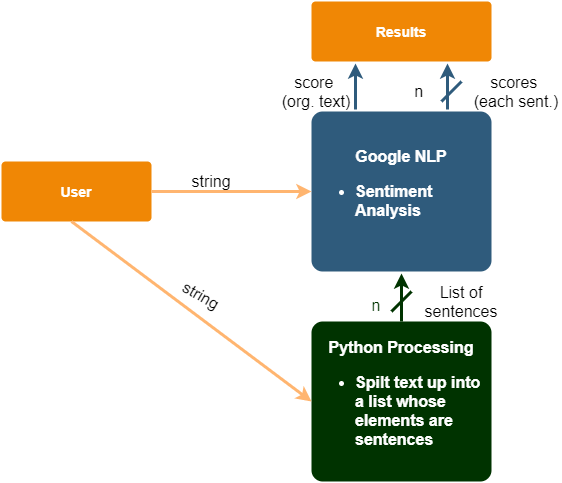 Results
score
(org. text)
n
scores
(each sent.)
Google NLP
• Sentiment
Analysis
User
string
string
n
List of
sentences
Python Processing
• Spilt text up into
a list whose
elements are
sentences